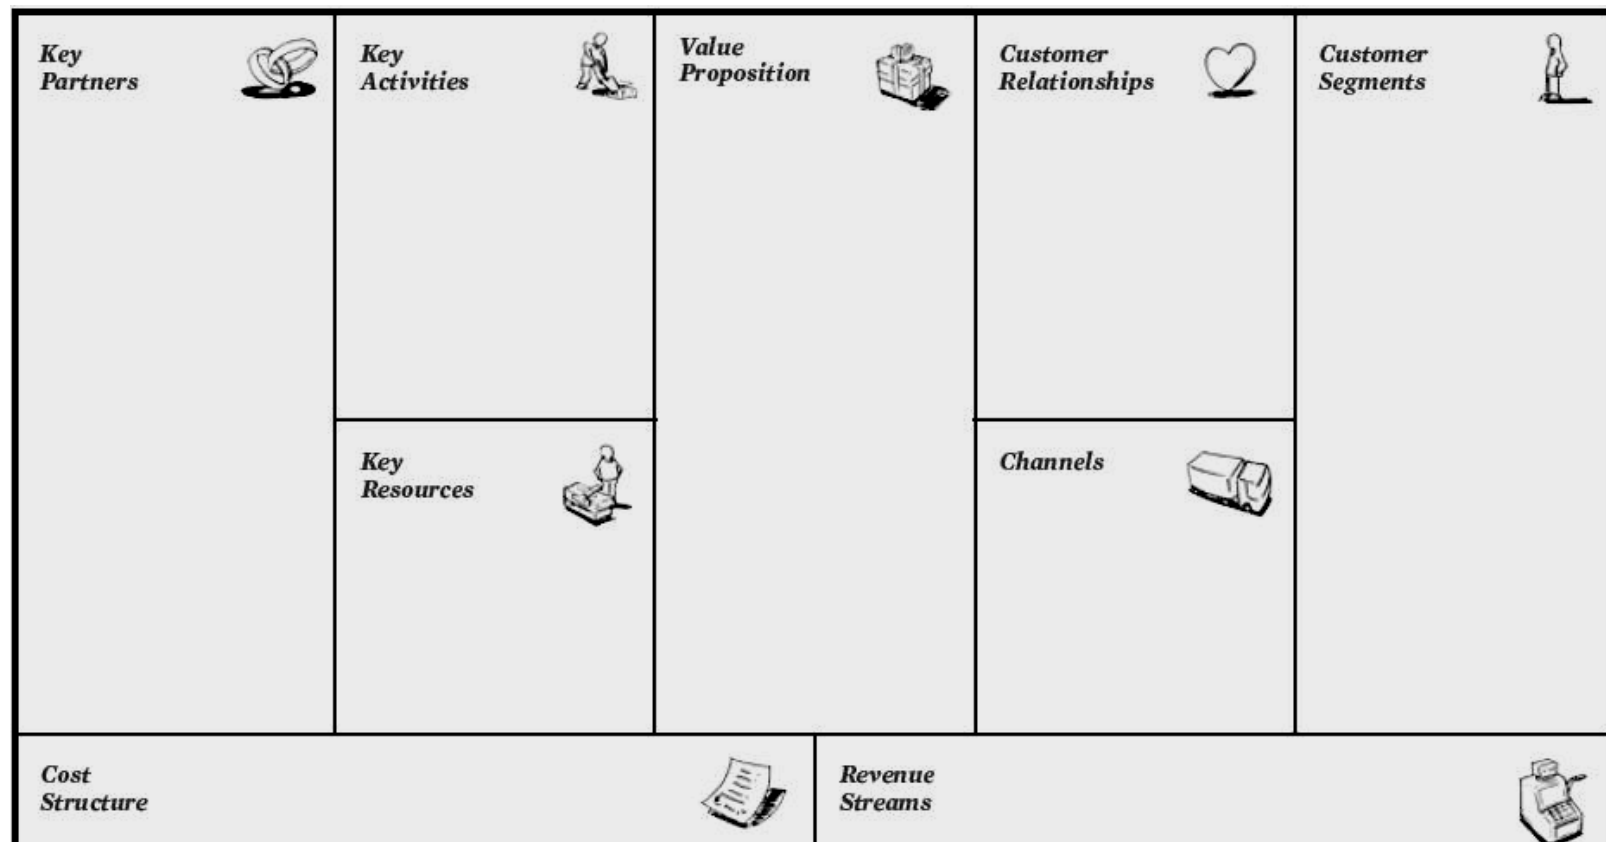 Key
Partners
Key
Activities
Value
Proposition
Customer
Relationships
Customer
Segments
Key
Resources
Channels
Cost
Structure
Revenue
Streams